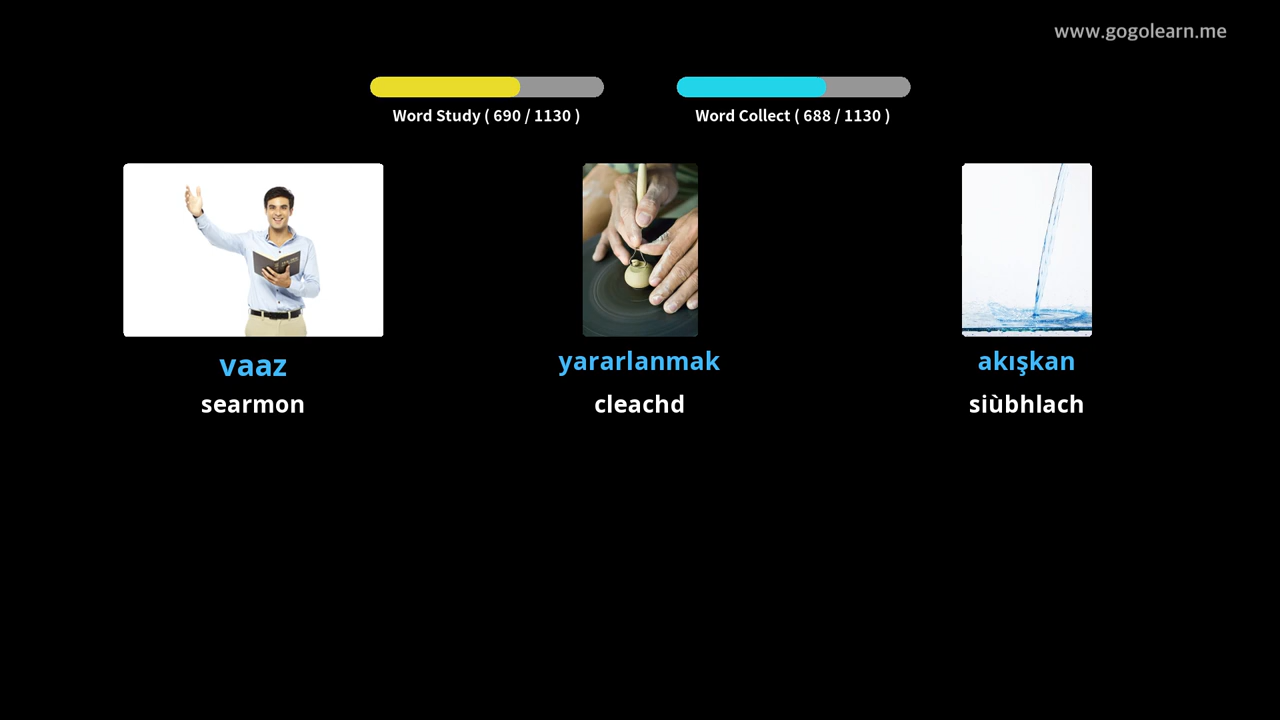 www.gogolearn.me
Word Study ( 690 / 1130 )
Word Collect ( 688 / 1130 )
vaaz
searmon
yararlanmak
cleachd
akışkan
siùbhlach